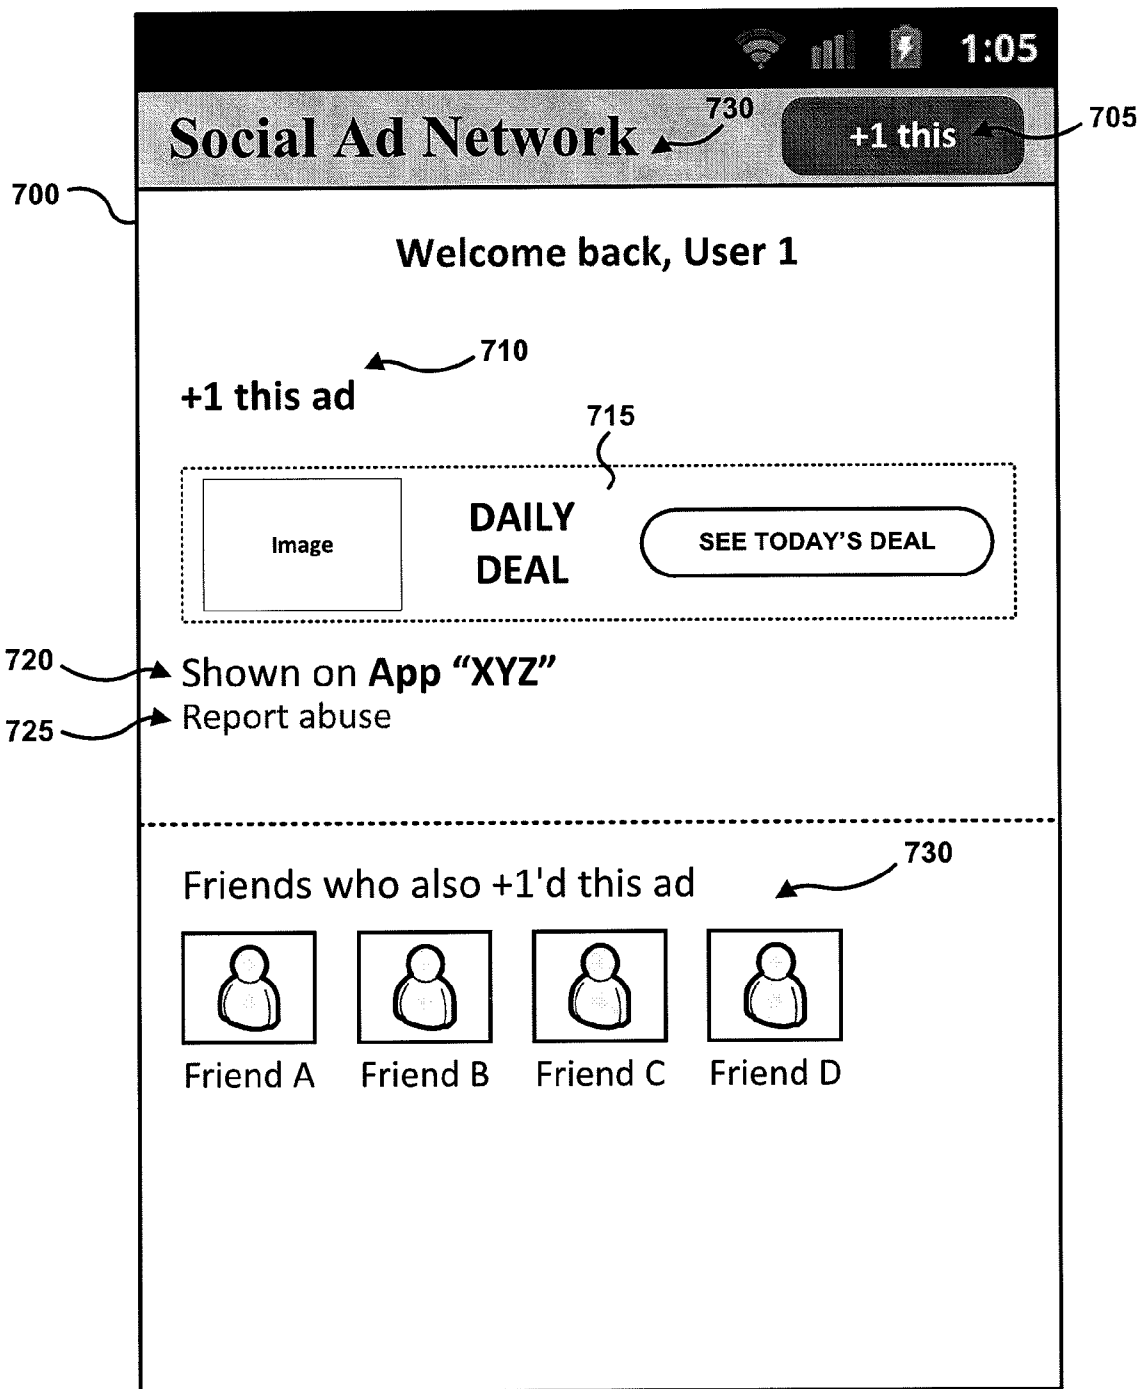 1:05
Social Ad Network 730 +1 this 705
700
Welcome back, User 1
710
+1 this ad
715
Image
DAILY
DEAL
SEE TODAY'S DEAL
720 Shown on App “XYZ”
725 Report abuse
730
Friends who also +1'd this ad
Friend A Friend B Friend C Friend D